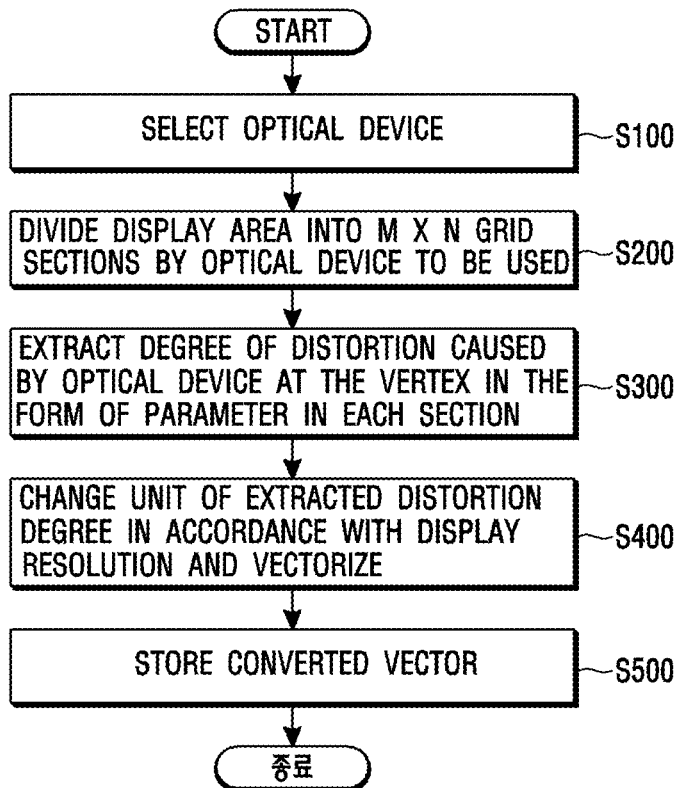 START
SELECT OPTICAL DEVICE
S100
DIVIDE DISPLAY AREA INTO M X N GRID
SECTIONS BY OPTICAL DEVICE TO BE USED
S200
EXTRACT DEGREE OF DISTORTION CAUSED
BY OPTICAL DEVICE AT THE VERTEX IN THE
FORM OF PARAMETER IN EACH SECTION
S300
CHANGE UNIT OF EXTRACTED DISTORTION
DEGREE IN ACCORDANCE WITH DISPLAY
RESOLUTION AND VECTORIZE
S400
STORE CONVERTED VECTOR
S500
종료